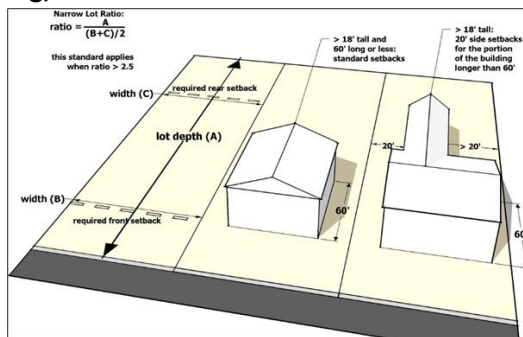 Narrow Lot Ratio:
ratio = A
(B+C)/2
this standard applies
when ratio > 2.5
> 18' tall and
60' long or less:
standard setbacks
> 18' tall:
20' side setbacks
for the portion
of the building
longer than 60'
width (C)
required rear setback
lot depth (A)
20'
> 20'
width (B)
required front setback
60'
60'